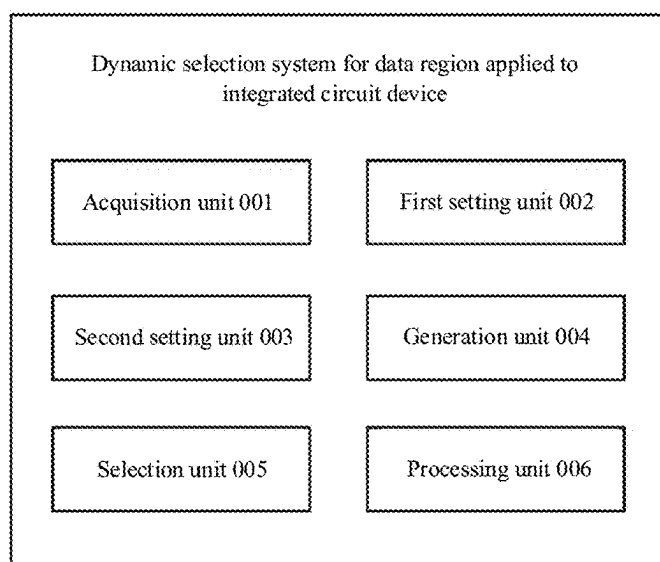 Dynamic selection system for data region applied to
integrated circuit device
Acquisition unit 001
First setting unit 002
Second setting unit 003
Generation unit 004
Selection unit 005
Processing unit 006